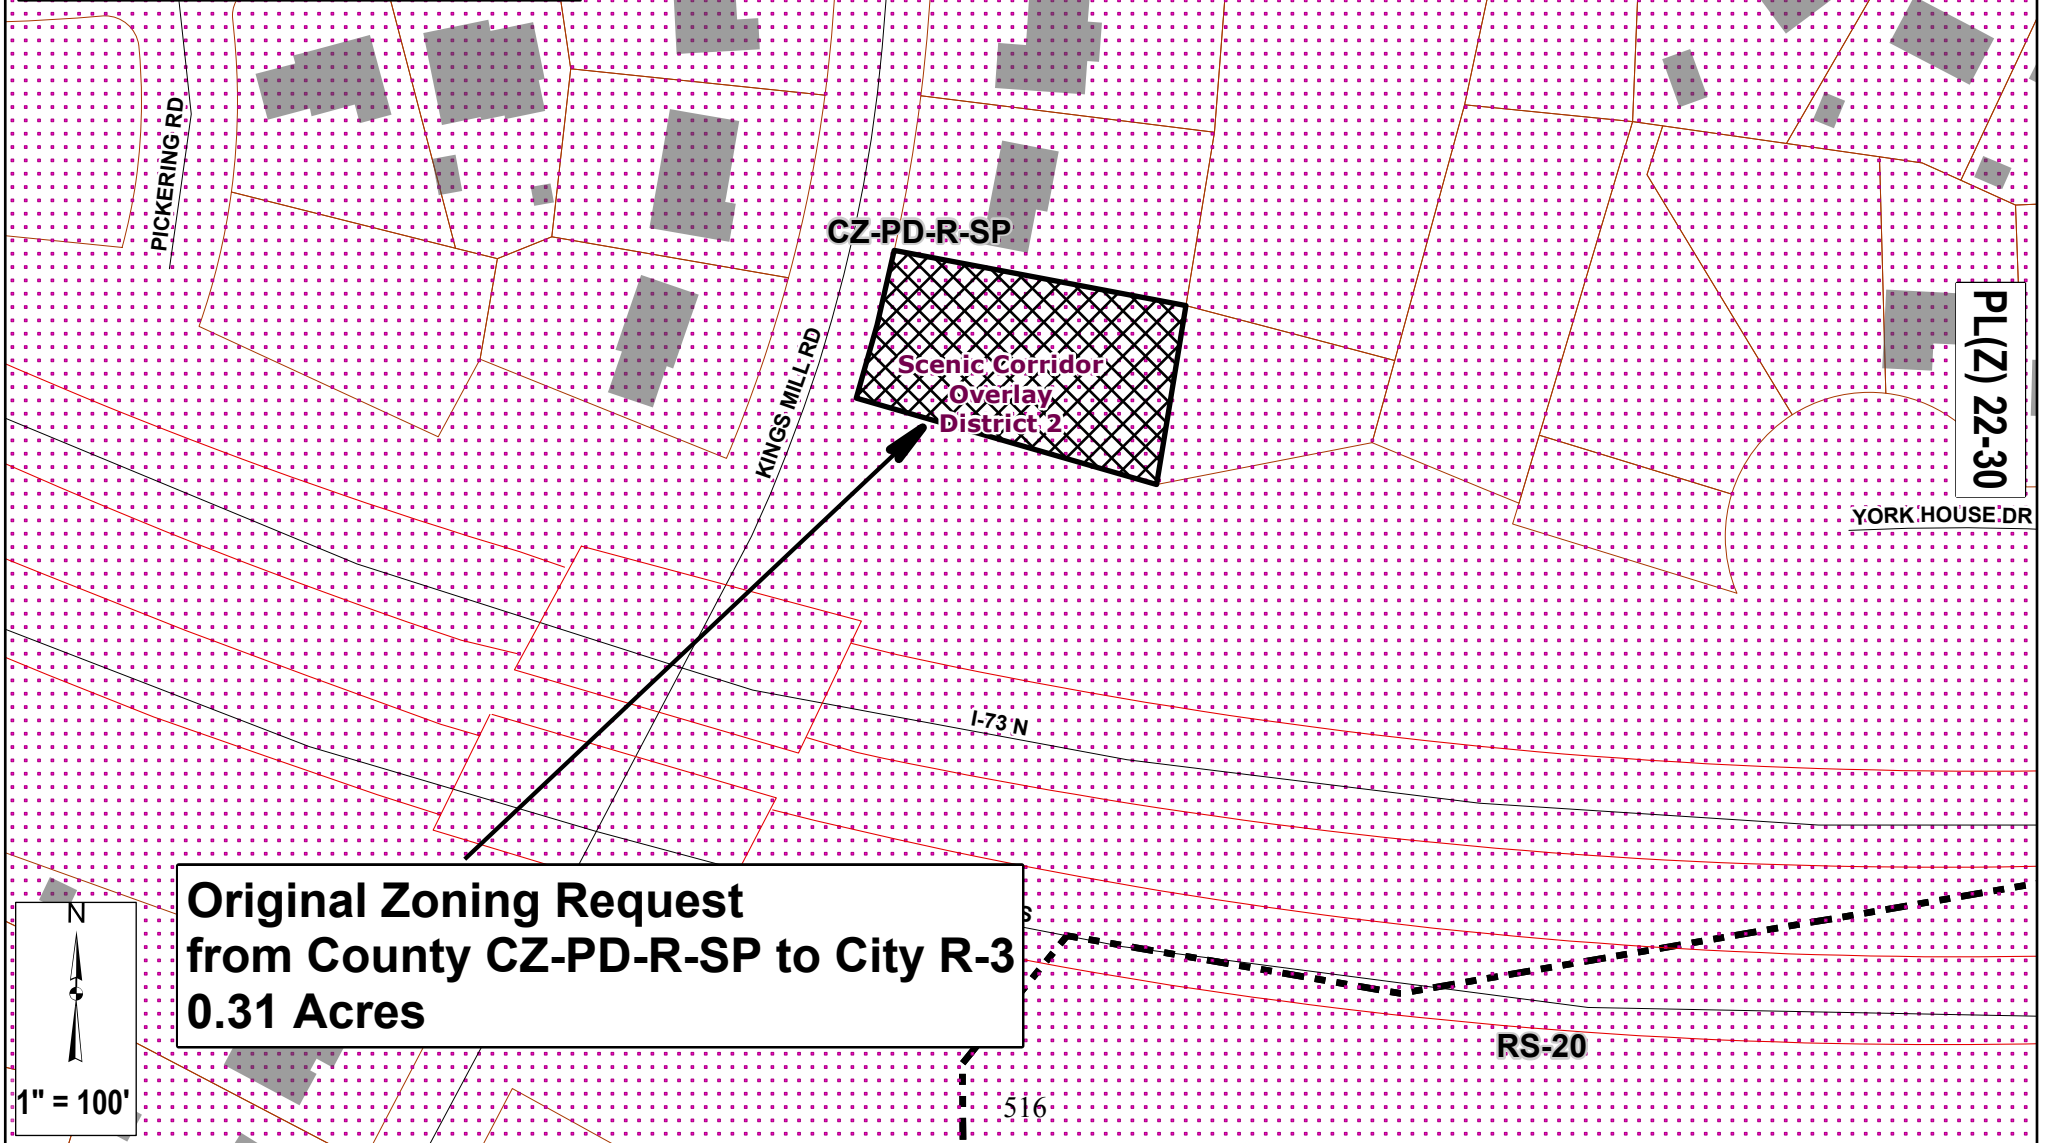 PICKERING RD
CZ-PD-R-SP
KINGS MILL RD
Scenic Corridor
Overlay
District 2
PL(Z) 22-30
YORK HOUSE DR
I-73 N
S
Original Zoning Request
from County CZ-PD-R-SP to City R-3
0.31 Acres
N
1" = 100'
RS-20
516